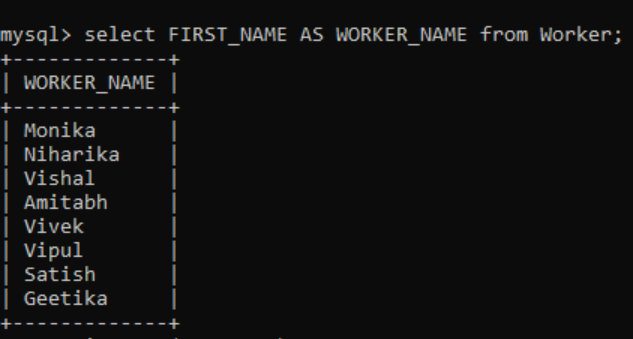 mysql> select FIRST_NAME AS WORKER_NAME from Worker;
+-------------+
| WORKER_NAME |
+-------------+
| Monika      |
| Niharika    |
| Vishal      |
| Amitabh     |
| Vivek       |
| Vipul       |
| Satish      |
| Geetika     |
+-------------+